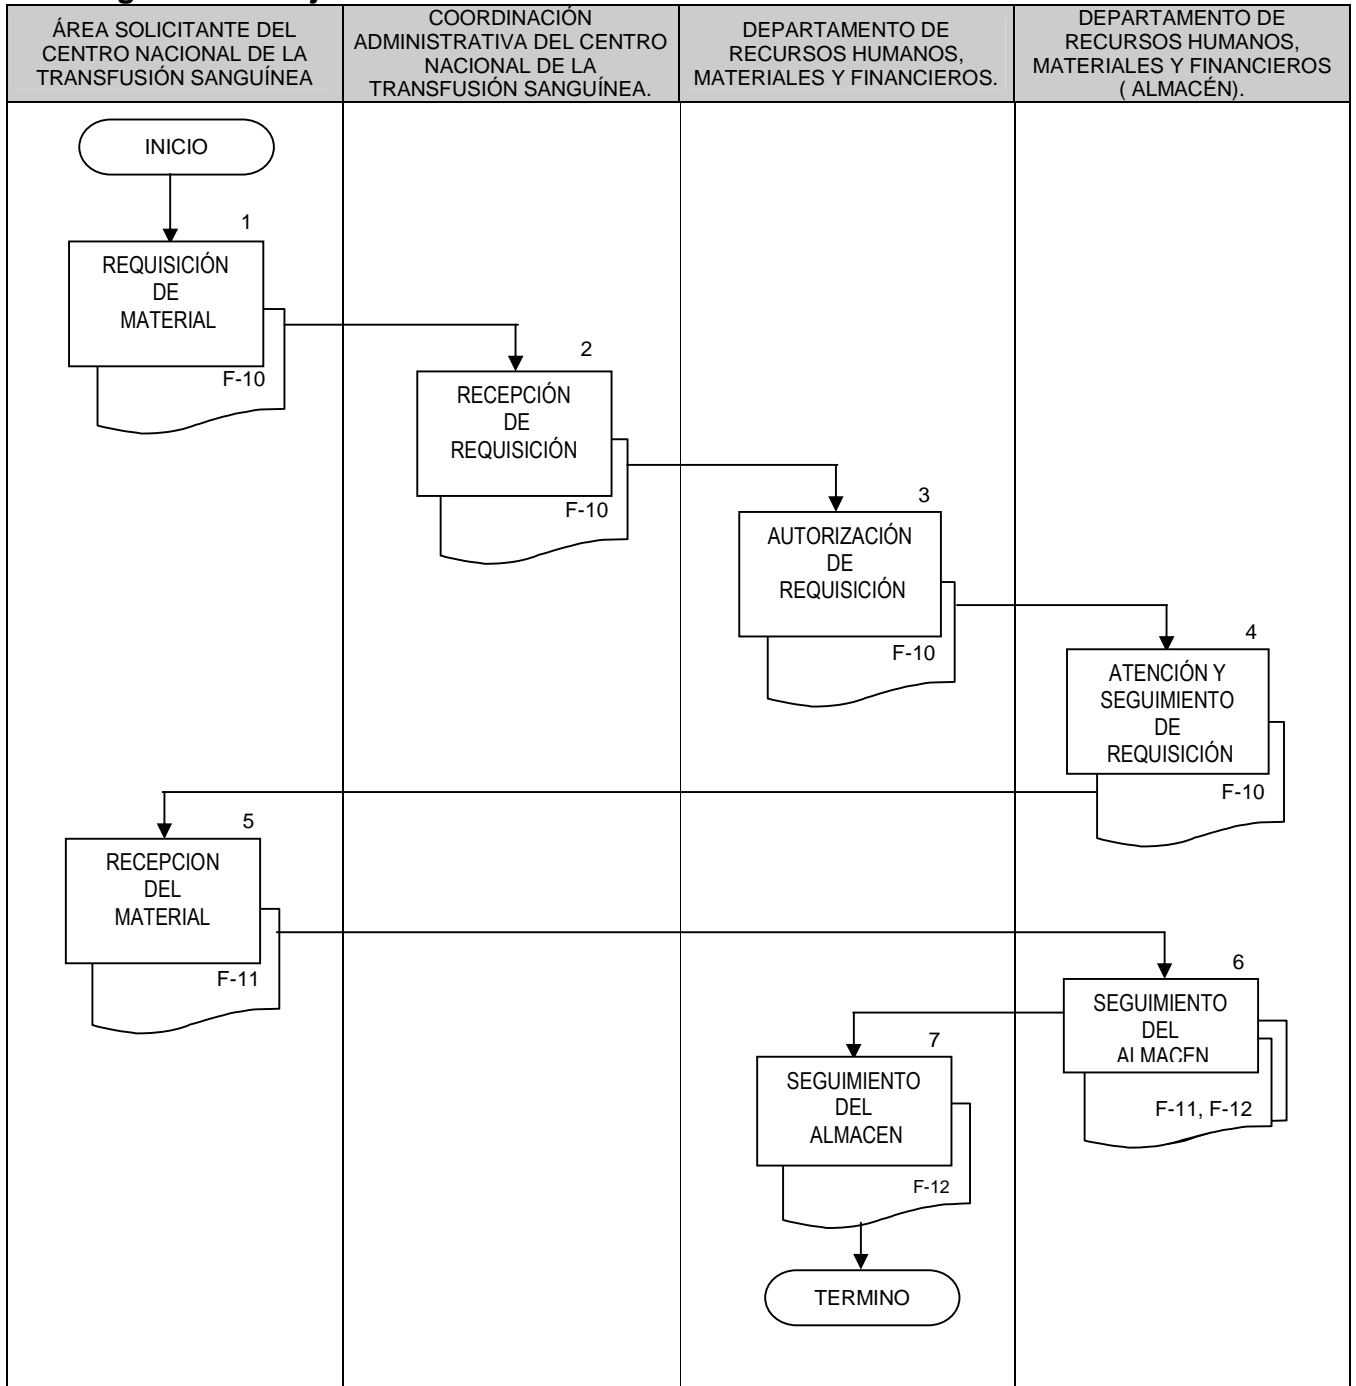 ÁREA SOLICITANTE DEL
CENTRO NACIONAL DE LA
TRANSFUSIÓN SANGUÍNEA
COORDINACIÓN
ADMINISTRATIVA DEL CENTRO
NACIONAL DE LA
TRANSFUSIÓN SANGUÍNEA.
DEPARTAMENTO DE
RECURSOS HUMANOS,
MATERIALES Y FINANCIEROS.
DEPARTAMENTO DE
RECURSOS HUMANOS,
MATERIALES Y FINANCIEROS
( ALMACÉN).
INICIO
1
REQUISICIÓN
DE
MATERIAL
F-10
2
RECEPCIÓN
DE
REQUISICIÓN
F-10
3
AUTORIZACIÓN
DE
REQUISICIÓN
F-10
4
ATENCIÓN Y
SEGUIMIENTO
DE
REQUISICIÓN
F-10
5
RECEPCION
DEL
MATERIAL
F-11
6
SEGUIMIENTO
DEL
ALMACEN
F-11, F-12
7
SEGUIMIENTO
DEL
ALMACEN
F-12
TERMINO